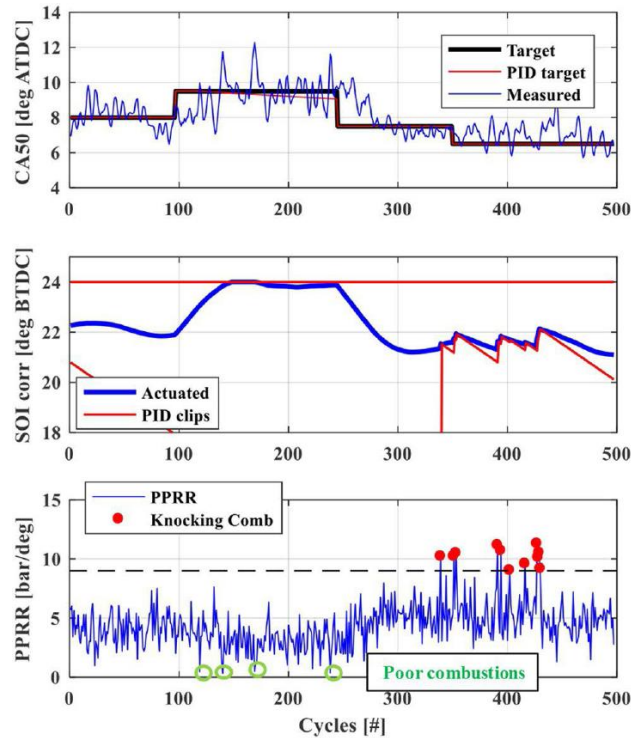 CA50 [deg ATDC]
14
12
10
8
6
4
Target
PID target
Measured
0 100 200 300 400 500
SOI corr [deg BTDC]
24
22
20
18
Actuated
PID clips
0 100 200 300 400 500
PPRR [bar/deg]
15
10
5
0
PPRR
Knocking Comb
Poor combustions
0 100 200 300 400 500
Cycles [#]